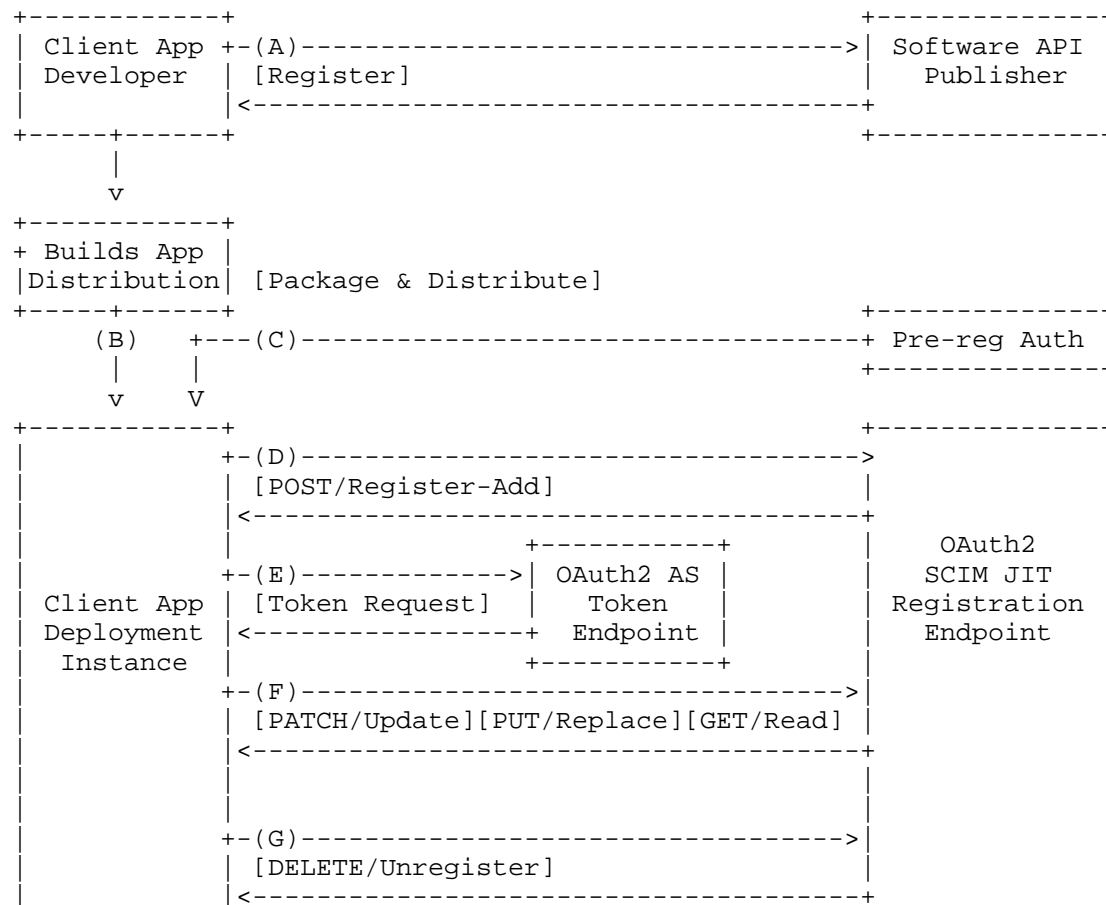 Client App (A) Software API
Developer [Register] Publisher
v
Builds App
Distribution [Package & Distribute]
(B) (C) Pre-reg Auth
v V
(D)
[POST/Register-Add]
OAuth2
(E) OAuth2 AS SCIM JIT
Client App [Token Request] Token Registration
Deployment Endpoint Endpoint
Instance
(F)
[PATCH/Update][PUT/Replace][GET/Read]
(G)
[DELETE/Unregister]